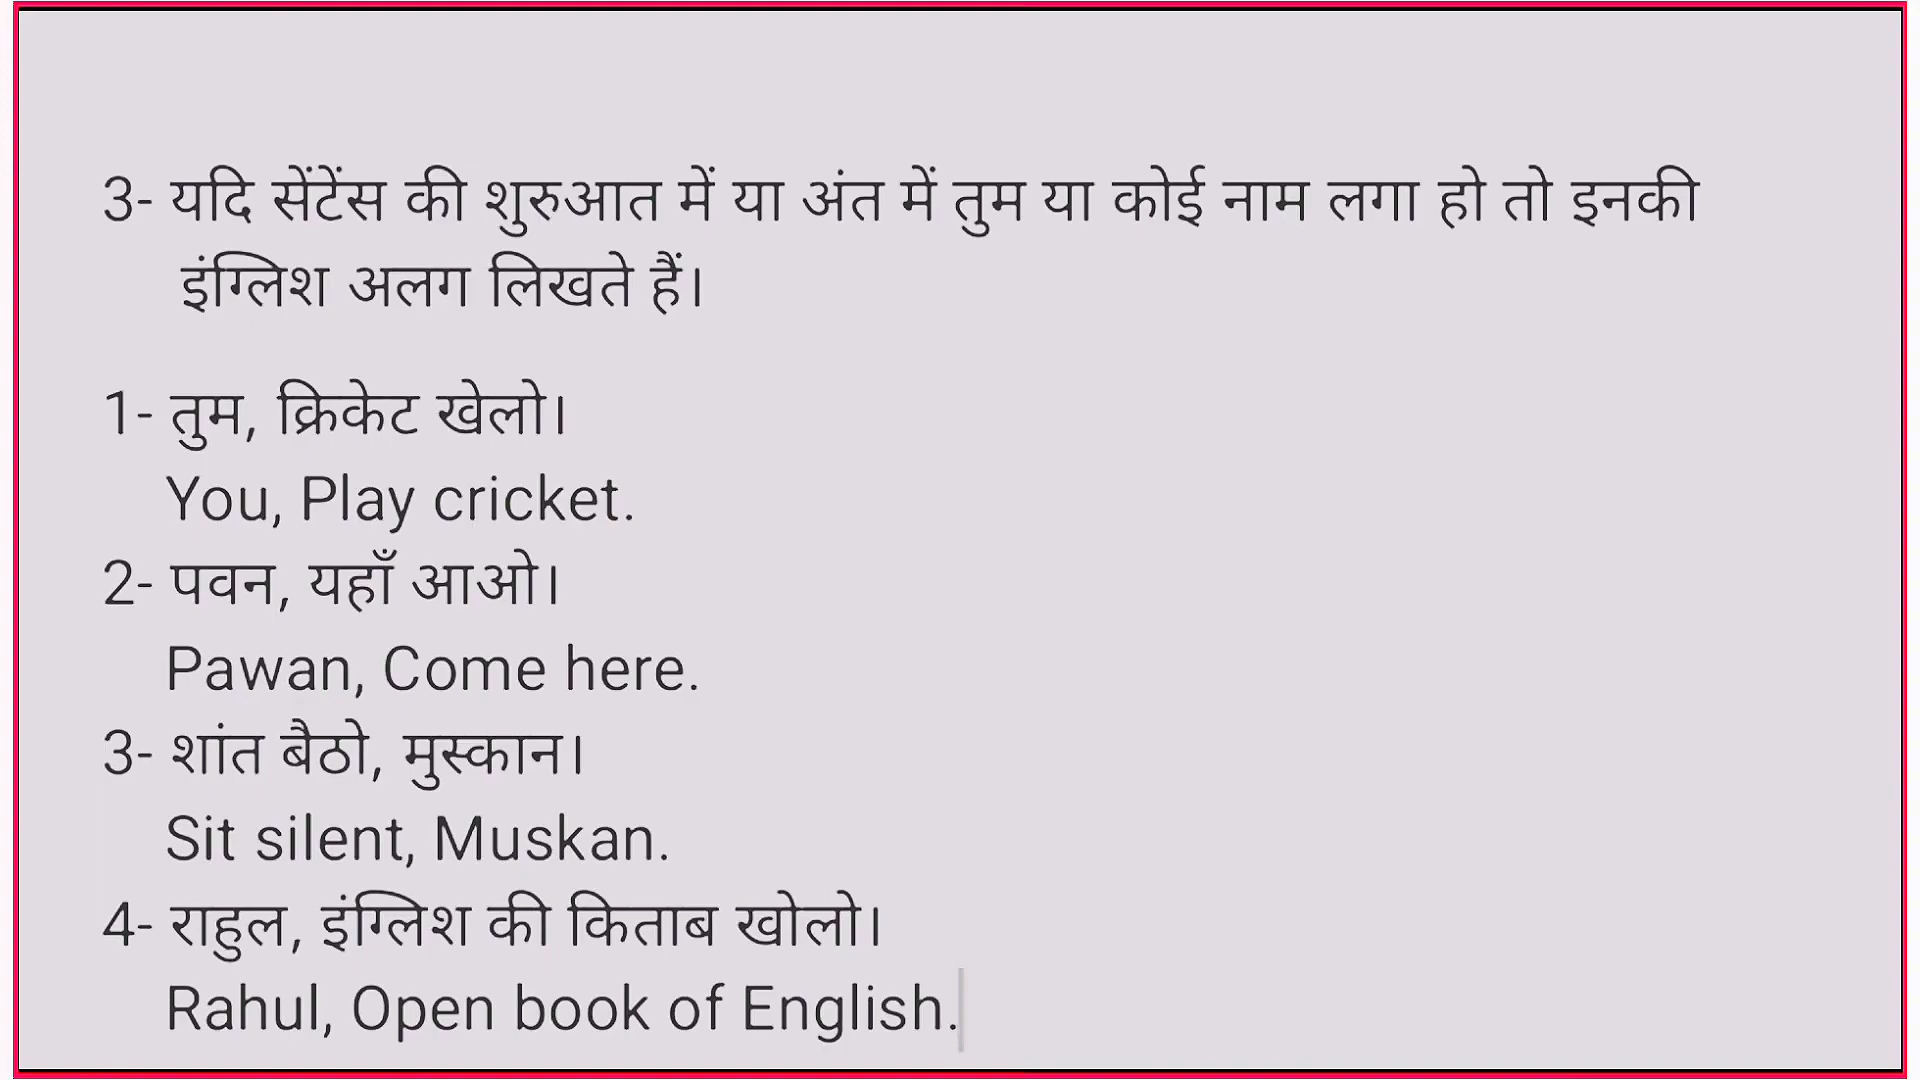 3- यदि सेंटेंस की शुरुआत में या अंत में तुम या कोई नाम लगा हो तो इनकी
इंग्लिश अलग लिखते हैं।
1- तुम, क्रिकेट खेलो।
You, Play cricket.
2- पवन, यहाँ आओ।
Pawan, Come here.
3- शांत बैठो, मुस्कान।
Sit silent, Muskan.
4- राहुल, इंग्लिश की किताब खोलो।
Rahul, Open book of English.